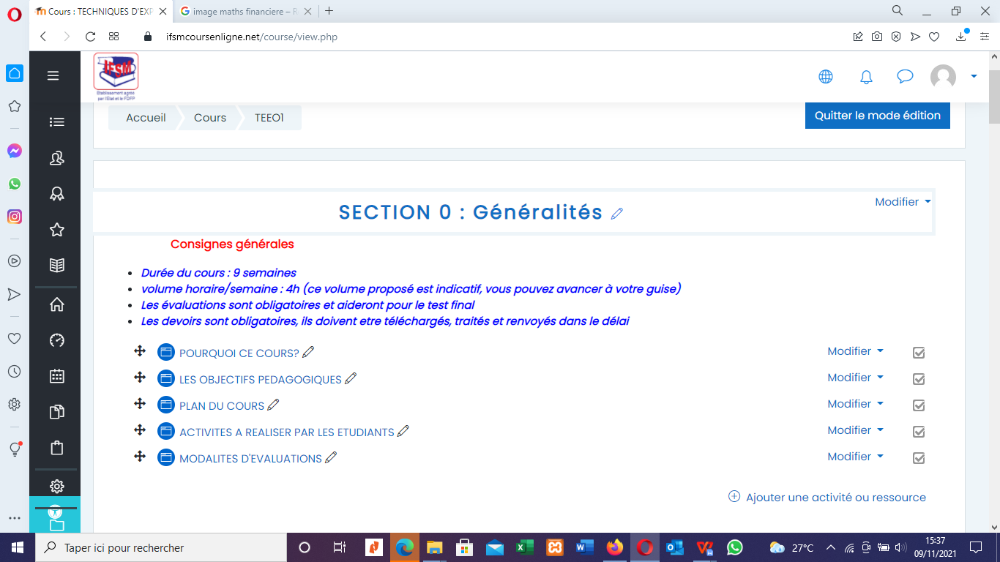 Cours : TECHNIQUES D'EXP
image maths financiere – R
ifsmcoursenligne.net/course/view.php
IFSM
Etablissement agréé
par l'Etat et le FDFP
Accueil
Cours
TEEO1
Quitter le mode édition
SECTION 0 : Généralités
Modifier
Consignes générales
Durée du cours : 9 semaines
volume horaire/semaine : 4h (ce volume proposé est indicatif, vous pouvez avancer à votre guise)
Les évaluations sont obligatoires et aideront pour le test final
Les devoirs sont obligatoires, ils doivent etre téléchargés, traités et renvoyés dans le délai
POURQUOI CE COURS?
Modifier
LES OBJECTIFS PEDAGOGIQUES
Modifier
PLAN DU COURS
Modifier
ACTIVITES A REALISER PAR LES ETUDIANTS
Modifier
MODALITES D'EVALUATIONS
Modifier
Ajouter une activité ou ressource
Taper ici pour rechercher
27°C
15:37
09/11/2021